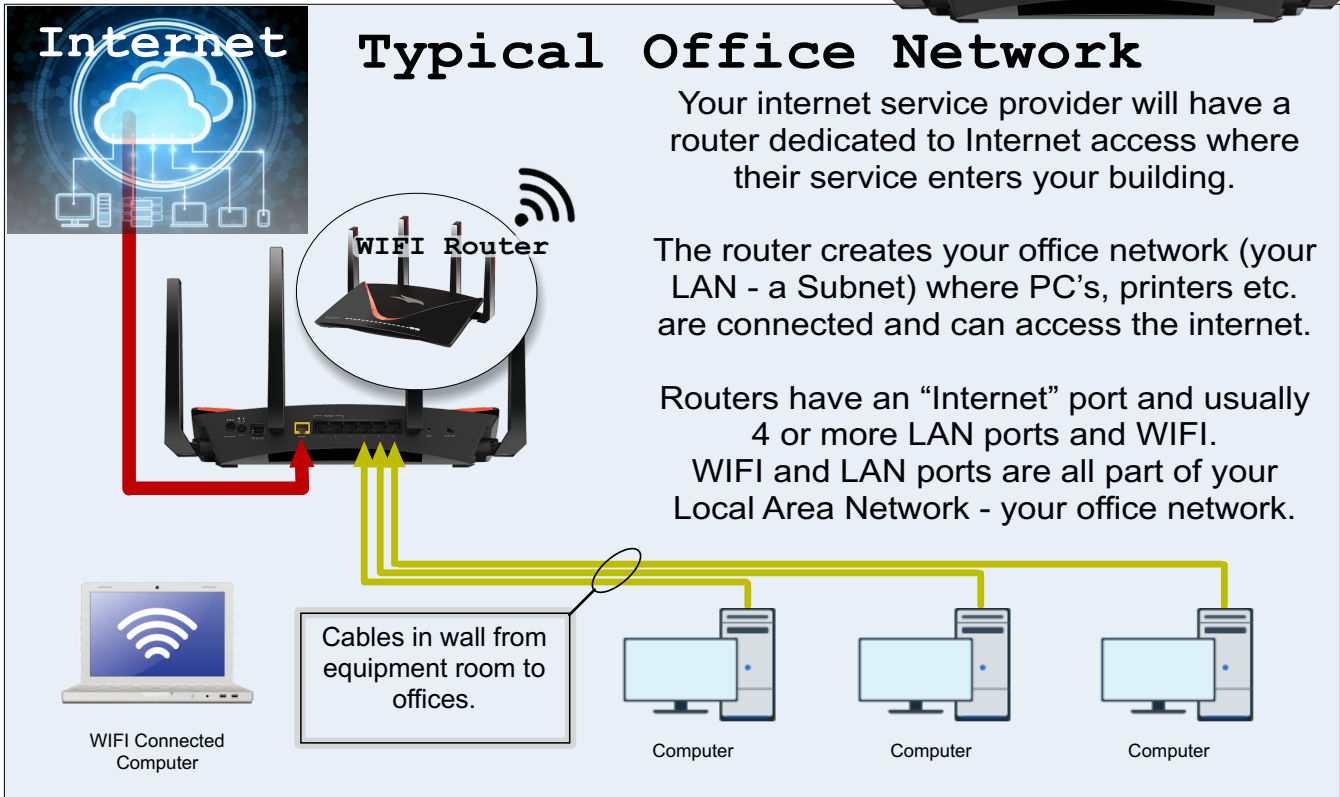 Internet
Typical Office Network
Your internet service provider will have a
router dedicated to Internet access where
their service enters your building.
WIFI Router
The router creates your office network (your
LAN - a Subnet) where PC's, printers etc.
are connected and can access the internet.
Routers have an “Internet” port and usually
4 or more LAN ports and WIFI.
WIFI and LAN ports are all part of your
Local Area Network - your office network.
Cables in wall from
equipment room to
offices.
WIFI Connected
Computer
Computer
Computer
Computer